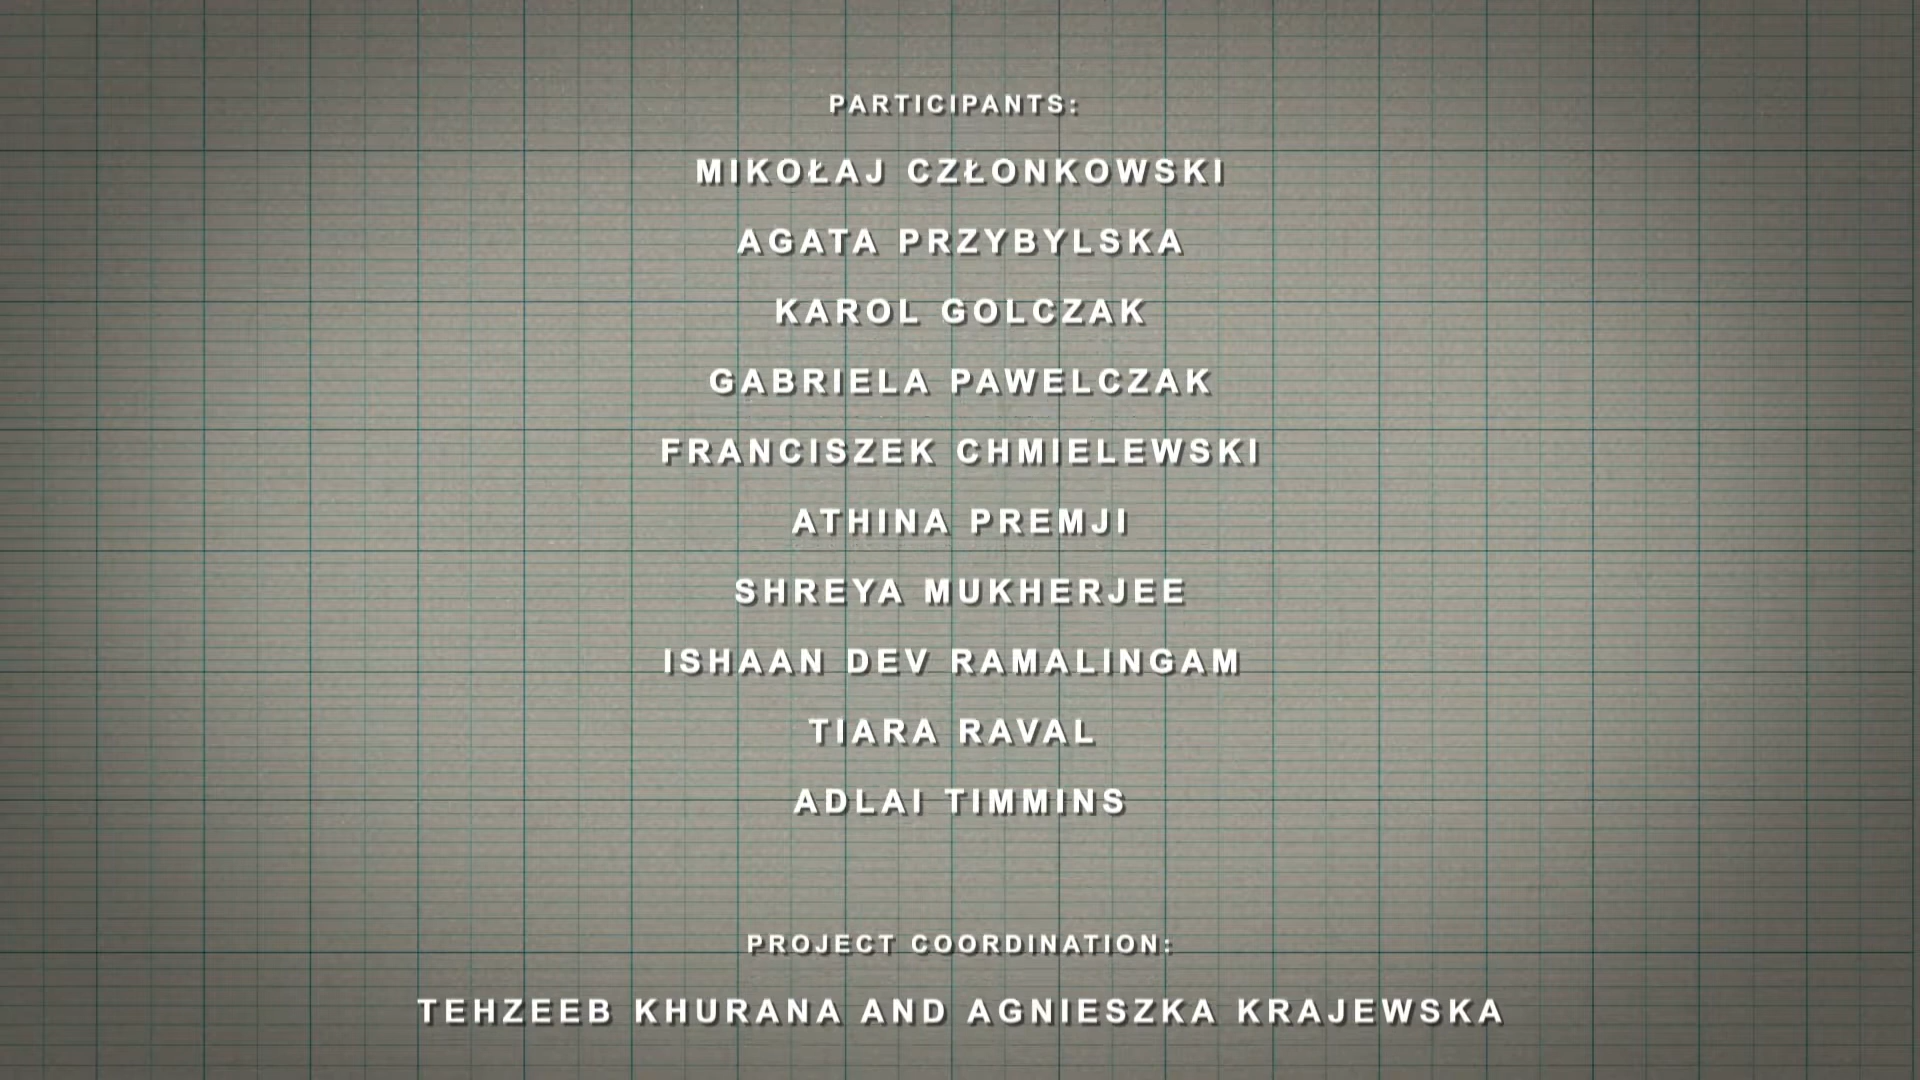 PARTICIPANTS:
MIKOŁAJ CZŁONKOWSKI
AGATA PRZYBYLSKA
KAROL GOLCZAK
GABRIELA PAWELCZAK
FRANCISZEK CHMIELEWSKI
ATHINA PREMJI
SHREYA MUKHERJEE
ISHAAN DEV RAMALINGAM
TIARA RAVAL
ADLAI TIMMINS
PROJECT COORDINATION:
TEHZEEB KHURANA AND AGNIESZKA KRAJEWSKA